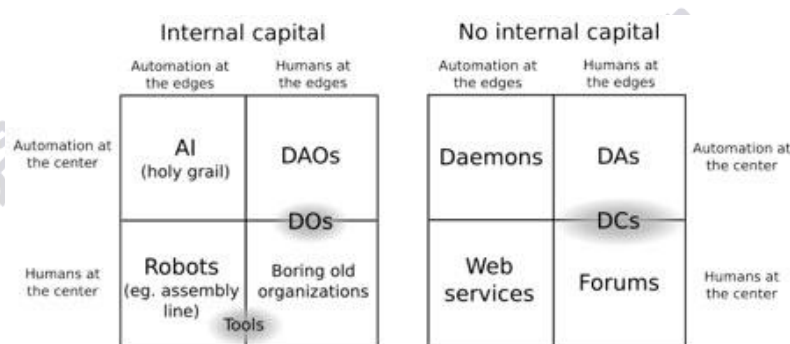 Internal capital
No internal capital
Automation at
the edges
Humans at
the edges
Automation at
the edges
Humans at
the edges
Automation at
the center
AI
(holy grail)
DAOs
Daemons
DAs
Automation at
the center
DOs
DCs
Humans at
the center
Robots
(eg. assembly
line)
Boring old
organizations
Web
services
Forums
Humans at
the center
Tools